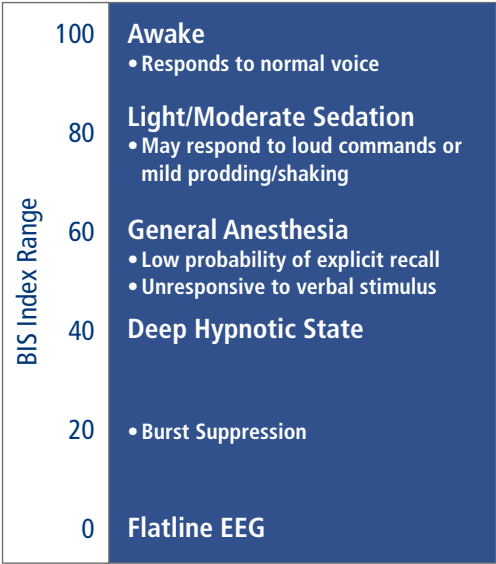 BIS Index Range
100 Awake
• Responds to normal voice
80 Light/Moderate Sedation
• May respond to loud commands or
mild prodding/shaking
60 General Anesthesia
• Low probability of explicit recall
• Unresponsive to verbal stimulus
40 Deep Hypnotic State
20 • Burst Suppression
0 Flatline EEG